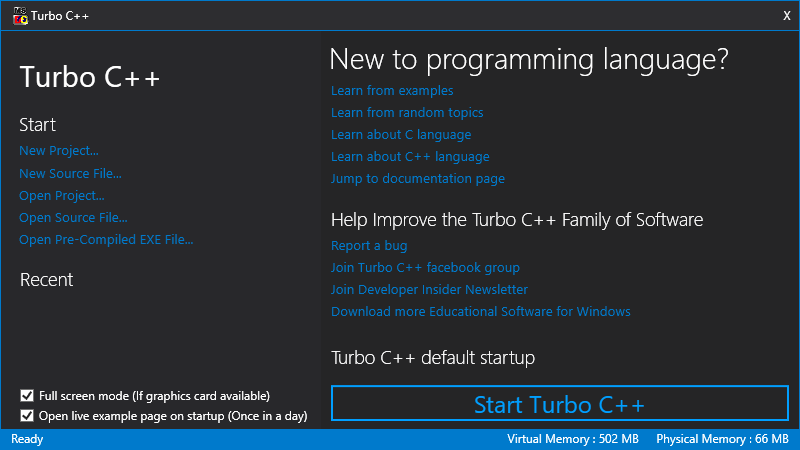 Turbo C++
X
Turbo C++
Start
New Project...
New Source File...
Open Project...
Open Source File...
Open Pre-Compiled EXE File...
Recent
Full screen mode (If graphics card available)
Open live example page on startup (Once in a day)
New to programming language?
Learn from examples
Learn from random topics
Learn about C language
Learn about C++ language
Jump to documentation page
Help Improve the Turbo C++ Family of Software
Report a bug
Join Turbo C++ facebook group
Join Developer Insider Newsletter
Download more Educational Software for Windows
Turbo C++ default startup
Start Turbo C++
Ready
Virtual Memory : 502 MB
Physical Memory : 66 MB